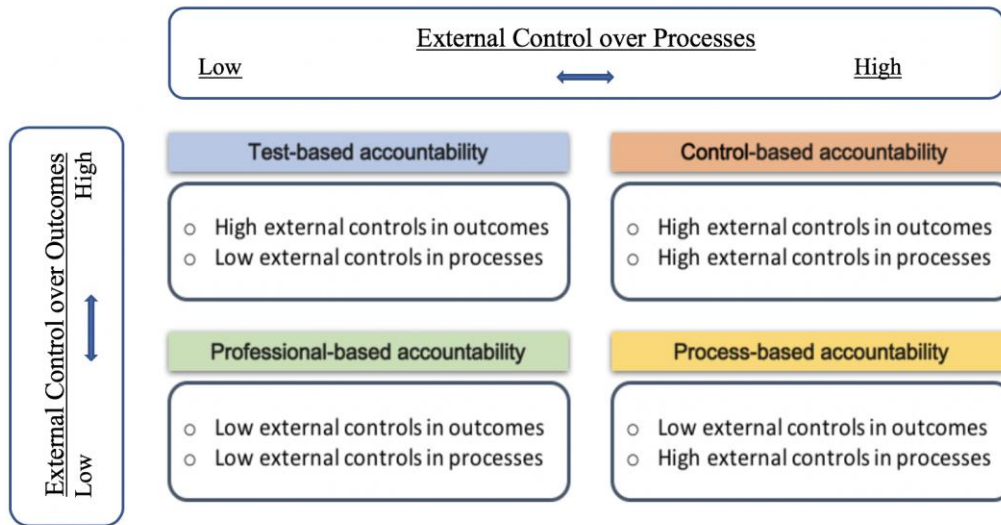 External Control over Processes
Low
High
External Control over Outcomes
Low
High
Test-based accountability
○ High external controls in outcomes
○ Low external controls in processes
Control-based accountability
○ High external controls in outcomes
○ High external controls in processes
Professional-based accountability
○ Low external controls in outcomes
○ Low external controls in processes
Process-based accountability
○ Low external controls in outcomes
○ High external controls in processes